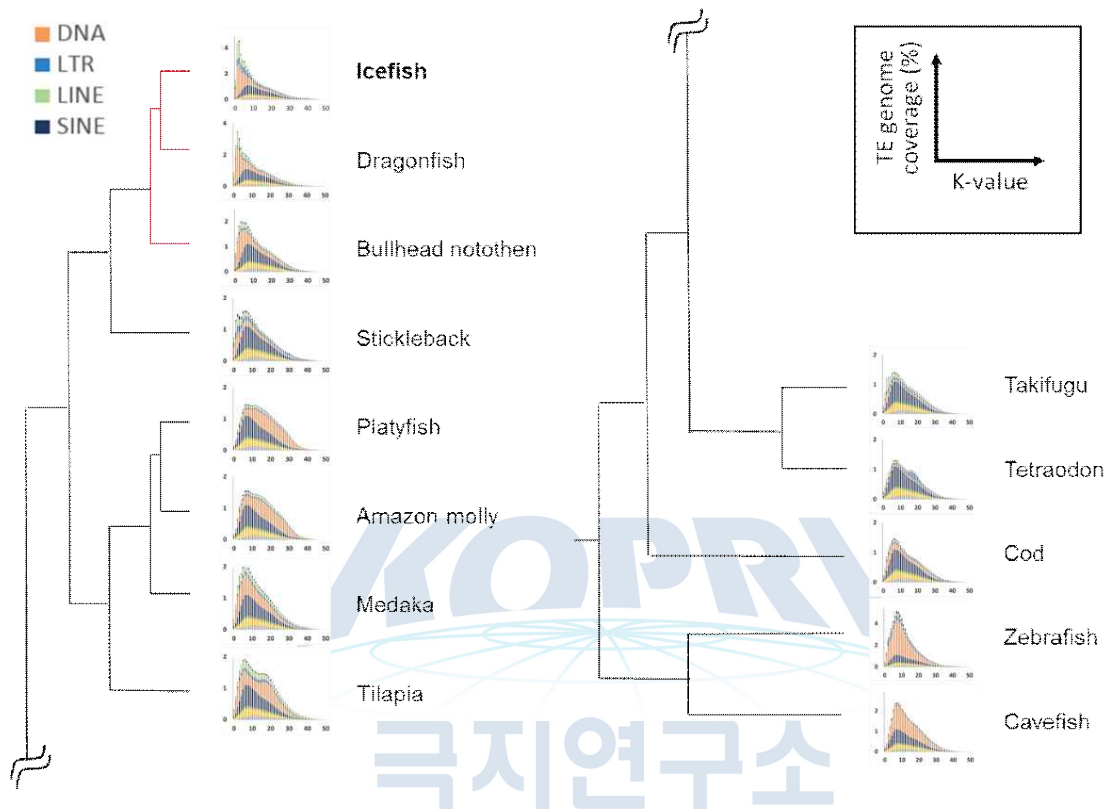 DNA
LTR
LINE
SINE
Icefish
Dragonfish
Bullhead notothen
Stickleback
Platyfish
Amazon molly
Medaka
Tilapia
TE genome
coverage (%)
K-value
Takifugu
Tetraodon
Cod
Zebrafish
Cavefish
KOPRI
극지연구소